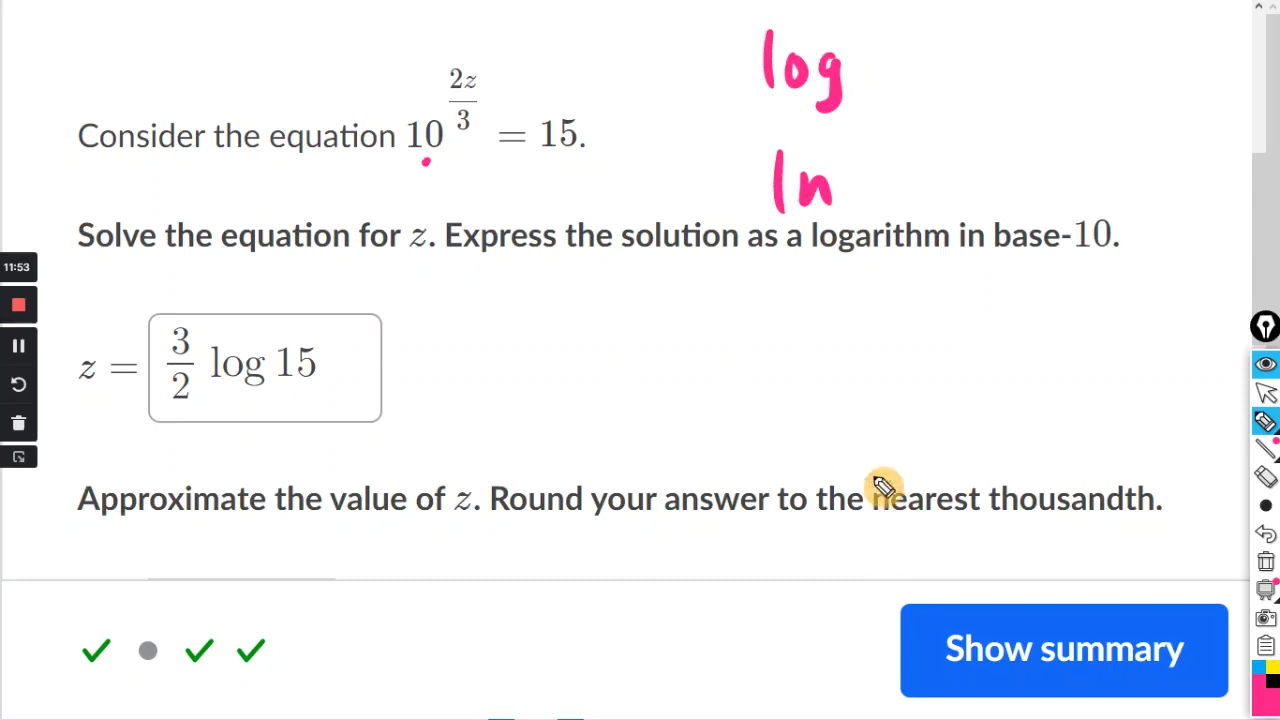 log
Consider the equation 10^{\frac{2z}{3}} = 15.
ln
Solve the equation for z. Express the solution as a logarithm in base-10.
11:53
z = \frac{3}{2} log 15
Approximate the value of z. Round your answer to the nearest thousandth.
Show summary